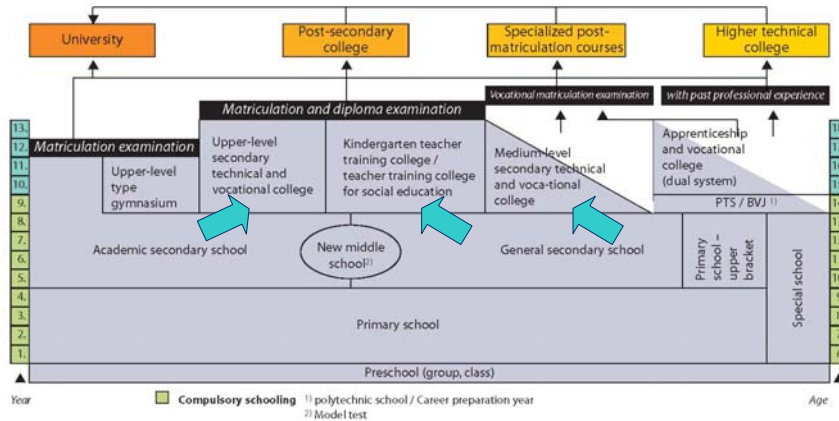 University
Post-secondary
college
Specialized post-
matriculation courses
Higher technical
college
Matriculation and diploma examination
Vocational matriculation examination
with past professional experience
Matriculation examination
Upper-level
type
gymnasium
Upper-level
secondary
technical and
vocational college
Kindergarten teacher
training college /
teacher training college
for social education
Medium-level
secondary technical
and voca-tional
college
Apprenticeship
and vocational
college
(dual system)
PTS / BVJ 1)
13.
12.
11.
10.
9.
8.
7.
6.
5.
4.
3.
2.
1.
Academic secondary school
New middle
school2)
General secondary school
Primary
school –
upper
bracket
Special school
Primary school
Preschool (group, class)
Year
Age
Compulsory schooling
1) polytechnic school / Career preparation year
2) Model test